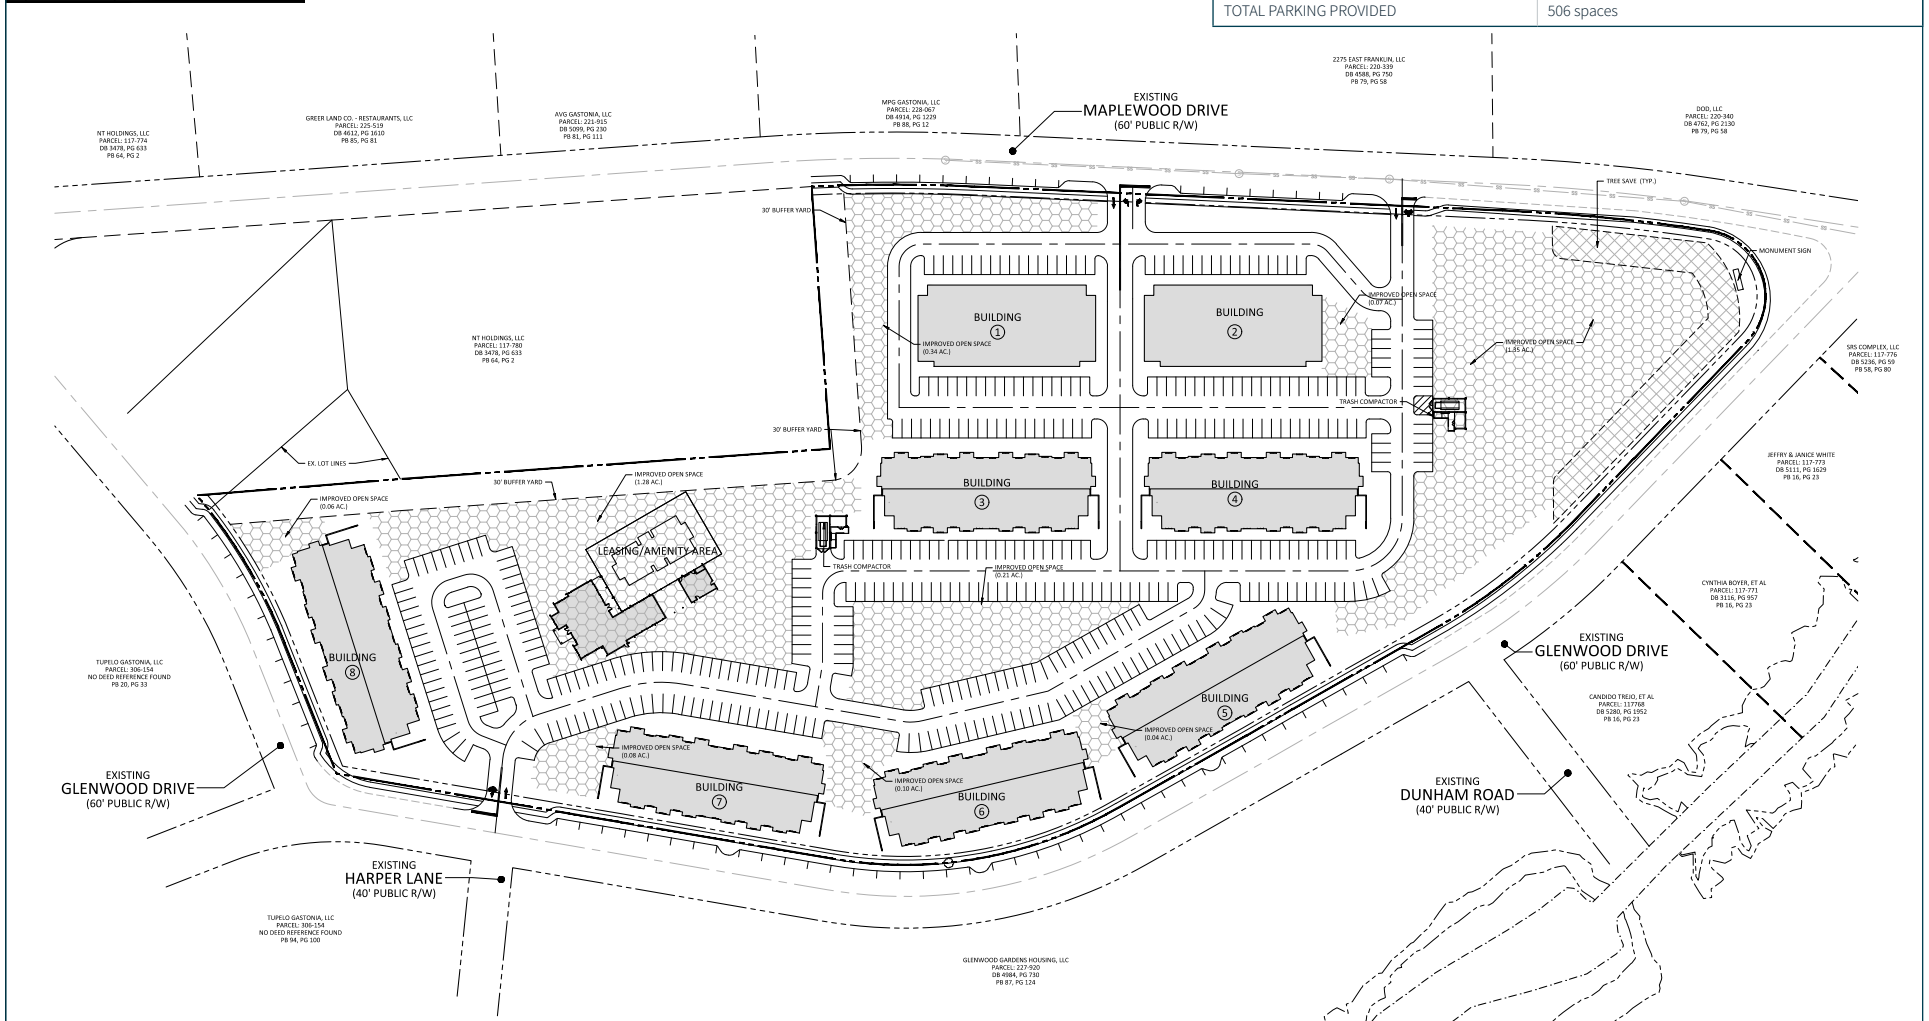 TOTAL PARKING PROVIDED 506 spaces
2275 EAST FRANKLIN, LLC
PARCEL: 220-339
DB 4588, PG 750
PB 79, PG 58
EXISTING
MAPLEWOOD DRIVE
(60' PUBLIC R/W)
MPG GASTONIA, LLC
PARCEL: 228-067
DB 4914, PG 1229
PB 88, PG 12
DOD, LLC
PARCEL: 220-340
DB 4762, PG 2130
PB 79, PG 58
AVG GASTONIA, LLC
PARCEL: 221-915
DB 5099, PG 230
PB 81, PG 111
GREER LAND CO. - RESTAURANTS, LLC
PARCEL: 225-519
DB 4612, PG 1610
PB 85, PG 81
NT HOLDINGS, LLC
PARCEL: 117-774
DB 3478, PG 633
PB 64, PG 2
TREE SAVE (TYP.)
30' BUFFER YARD
MONUMENT SIGN
IMPROVED OPEN SPACE
(0.07 AC.)
BUILDING
1
BUILDING
2
NT HOLDINGS, LLC
PARCEL: 117-780
DB 3478, PG 633
PB 64, PG 2
IMPROVED OPEN SPACE
(0.34 AC.)
IMPROVED OPEN SPACE
(1.35 AC.)
SRS COMPLEX, LLC
PARCEL: 117-776
DB 5236, PG 59
PB 58, PG 80
TRASH COMPACTOR
30' BUFFER YARD
JEFFRY & JANICE WHITE
PARCEL: 117-773
DB 5111, PG 1629
PB 16, PG 23
EX. LOT LINES
30' BUFFER YARD
IMPROVED OPEN SPACE
(1.28 AC.)
IMPROVED OPEN SPACE
(0.06 AC.)
BUILDING
3
BUILDING
4
LEASING/AMENITY AREA
TRASH COMPACTOR
IMPROVED OPEN SPACE
(0.21 AC.)
CYNTHIA BOYER, ET AL
PARCEL: 117-771
DB 3116, PG 957
PB 16, PG 23
EXISTING
GLENWOOD DRIVE
(60' PUBLIC R/W)
TUPELO GASTONIA, LLC
PARCEL: 306-154
NO DEED REFERENCE FOUND
PB 20, PG 33
BUILDING
8
CANDIDO TREJO, ET AL
PARCEL: 117768
DB 5280, PG 1952
PB 16, PG 23
BUILDING
5
IMPROVED OPEN SPACE
(0.04 AC.)
IMPROVED OPEN SPACE
(0.08 AC.)
IMPROVED OPEN SPACE
(0.10 AC.)
BUILDING
7
BUILDING
6
EXISTING
GLENWOOD DRIVE
(60' PUBLIC R/W)
EXISTING
DUNHAM ROAD
(40' PUBLIC R/W)
EXISTING
HARPER LANE
(40' PUBLIC R/W)
TUPELO GASTONIA, LLC
PARCEL: 306-154
NO DEED REFERENCE FOUND
PB 94, PG 100
GLENWOOD GARDENS HOUSING, LLC
PARCEL: 227-920
DB 4984, PG 730
PB 87, PG 124